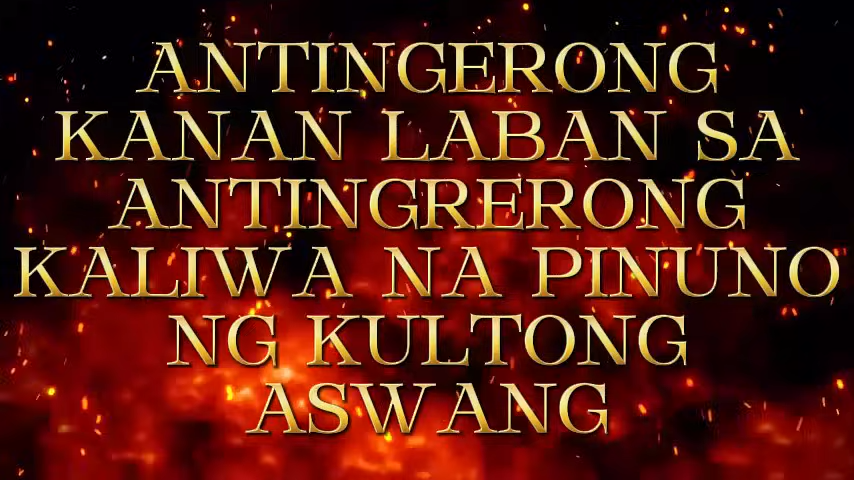 ANTINGERONG
KANAN LABAN SA
ANTINGRERONG
KALIWA NA PINUNO
NG KULTONG
ASWANG